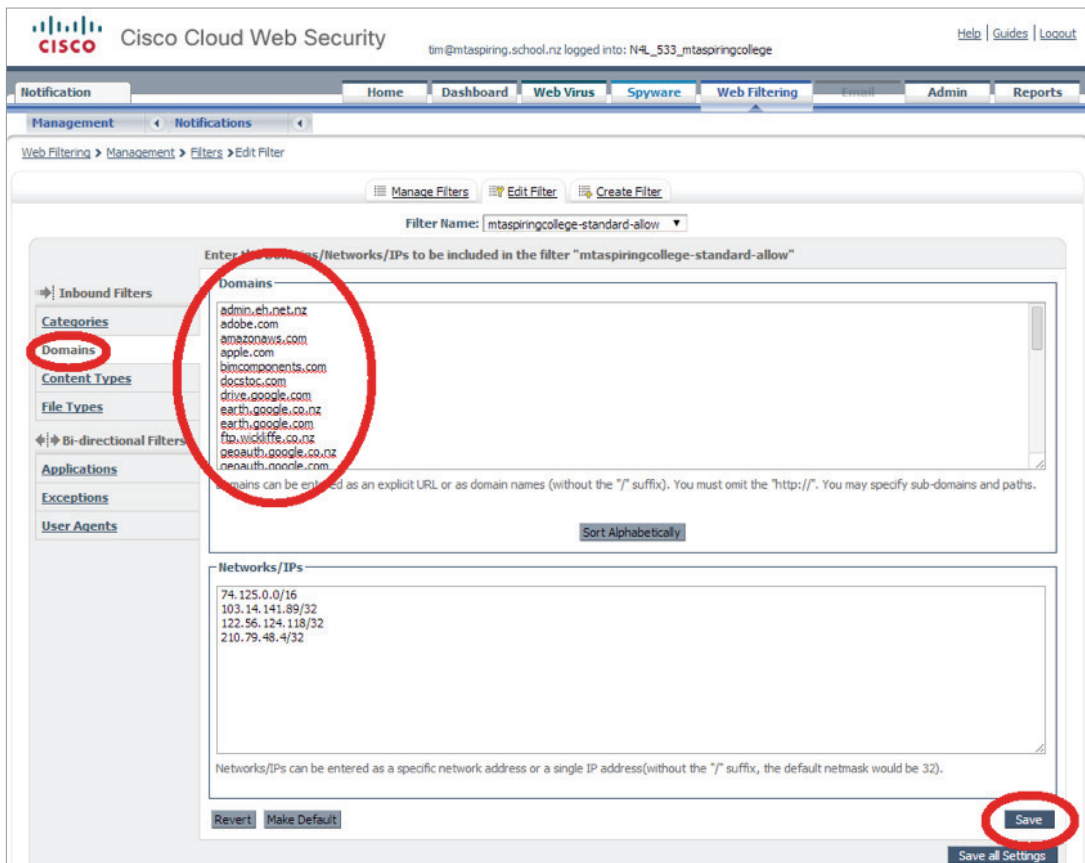 CISCO Cisco Cloud Web Security
tim@mtaspiring.school.nz logged into: N4L_533_mtaspiringcollege
Help | Guides | Logout
Notification
Home Dashboard Web Virus Spyware Web Filtering Email Admin Reports
Management Notifications
Web Filtering > Management > Filters >Edit Filter
Manage Filters Edit Filter Create Filter
Filter Name: mtaspiringcollege-standard-allow
Enter the Domains/Networks/IPs to be included in the filter "mtaspiringcollege-standard-allow"
Inbound Filters
Categories
Domains
Content Types
File Types
Bi-directional Filters
Applications
Exceptions
User Agents
Domains
admin.eh.net.nz
adobe.com
amazonaws.com
apple.com
bimcomponents.com
docstoc.com
drive.google.com
earth.google.co.nz
earth.google.com
ftp.wickliffe.co.nz
geoauth.google.co.nz
geoauth.google.com
Domains can be entered as an explicit URL or as domain names (without the "/" suffix). You must omit the "http://". You may specify sub-domains and paths.
Sort Alphabetically
Networks/IPs
74.125.0.0/16
103.14.141.89/32
122.56.124.118/32
210.79.48.4/32
Networks/IPs can be entered as a specific network address or a single IP address(without the "/" suffix, the default netmask would be 32).
Revert Make Default
Save
Save all Settings